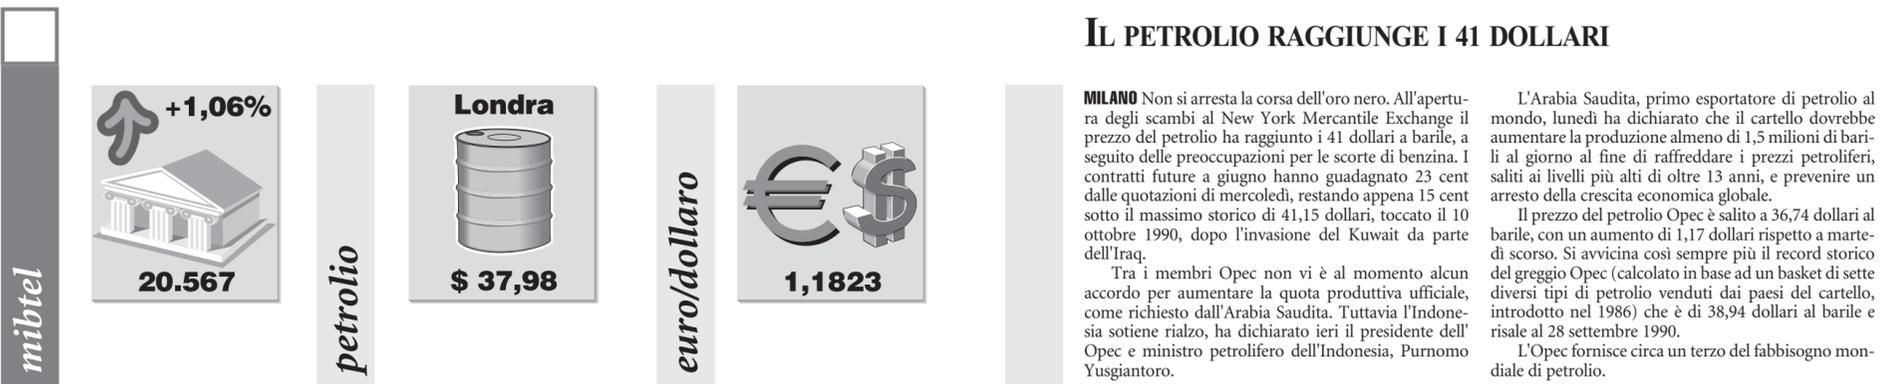 mibtel
+1,06%
20.567
petrolio
Londra
$ 37,98
euro/dollaro
1,1823
IL PETROLIO RAGGIUNGE I 41 DOLLARI
MILANO Non si arresta la corsa dell'oro nero. All'apertu-
ra degli scambi al New York Mercantile Exchange il
prezzo del petrolio ha raggiunto i 41 dollari a barile, a
seguito delle preoccupazioni per le scorte di benzina. I
contratti future a giugno hanno guadagnato 23 cent
dalle quotazioni di mercoledì, restando appena 15 cent
sotto il massimo storico di 41,15 dollari, toccato il 10
ottobre 1990, dopo l'invasione del Kuwait da parte
dell'Iraq.
Tra i membri Opec non vi è al momento alcun
accordo per aumentare la quota produttiva ufficiale,
come richiesto dall'Arabia Saudita. Tuttavia l'Indone-
sia sotiene rialzo, ha dichiarato ieri il presidente dell'
Opec e ministro petrolifero dell'Indonesia, Purnomo
Yusgiantoro.
L'Arabia Saudita, primo esportatore di petrolio al
mondo, lunedì ha dichiarato che il cartello dovrebbe
aumentare la produzione almeno di 1,5 milioni di bari-
li al giorno al fine di raffreddare i prezzi petroliferi,
saliti ai livelli più alti di oltre 13 anni, e prevenire un
arresto della crescita economica globale.
Il prezzo del petrolio Opec è salito a 36,74 dollari al
barile, con un aumento di 1,17 dollari rispetto a marte-
dì scorso. Si avvicina così sempre più il record storico
del greggio Opec (calcolato in base ad un basket di sette
diversi tipi di petrolio venduti dai paesi del cartello,
introdotto nel 1986) che è di 38,94 dollari al barile e
risale al 28 settembre 1990.
L'Opec fornisce circa un terzo del fabbisogno mon-
diale di petrolio.